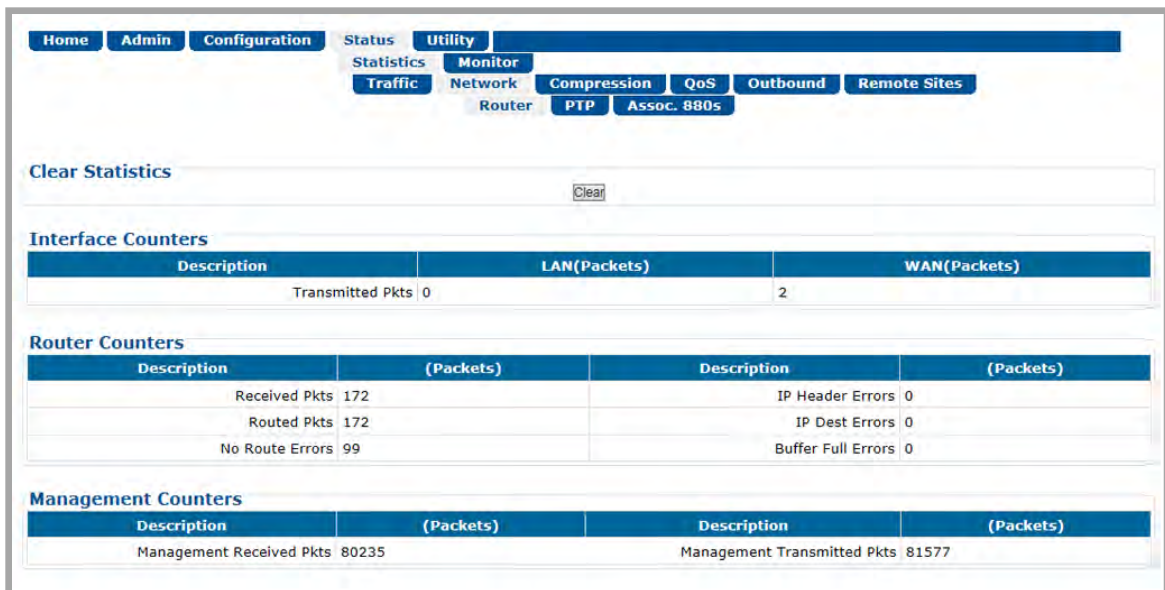 Home Admin Configuration Status Utility
Statistics Monitor
Traffic Network Compression QoS Outbound Remote Sites
Router PTP Assoc. 880s
Clear Statistics
Clear
Interface Counters
Description LAN(Packets) WAN(Packets)
Transmitted Pkts 0 2
Router Counters
Description (Packets) Description (Packets)
Received Pkts 172 IP Header Errors 0
Routed Pkts 172 IP Dest Errors 0
No Route Errors 99 Buffer Full Errors 0
Management Counters
Description (Packets) Description (Packets)
Management Received Pkts 80235 Management Transmitted Pkts 81577